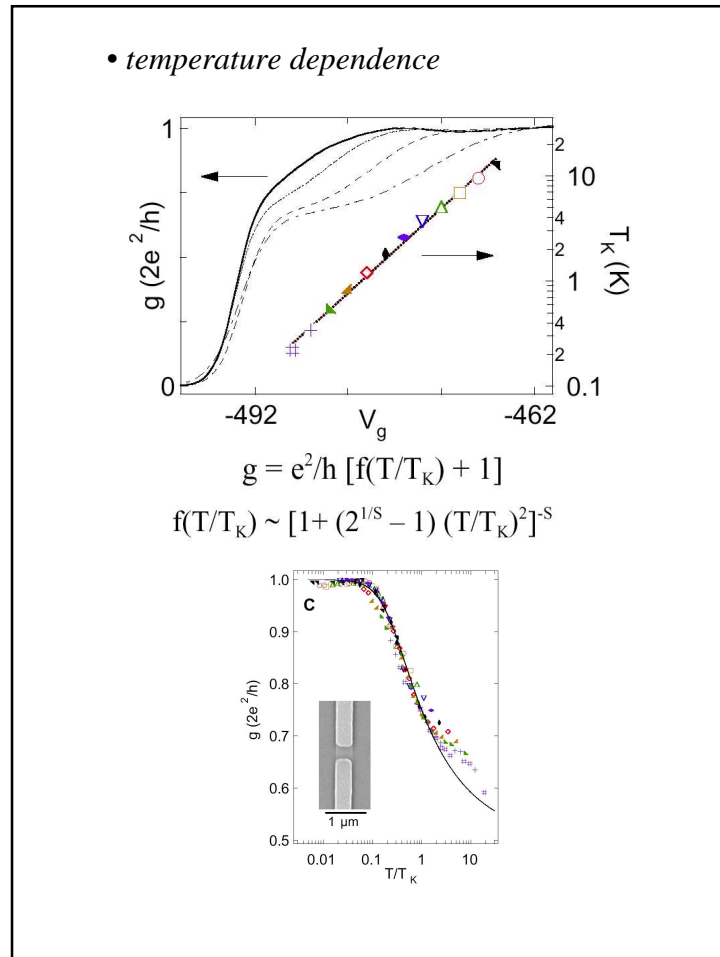 • temperature dependence
1
0
g (2e²/h)
2
10
4
2
1
4
2
0.1
T_K (K)
-492
V_g
-462
g = e²/h [f(T/T_K) + 1]
f(T/T_K) ~ [1+ (2^{1/S} – 1) (T/T_K)²]^{-S}
C
1.0
0.9
0.8
0.7
0.6
0.5
g (2e²/h)
1 µm
0.01
0.1
1
10
T/T_K